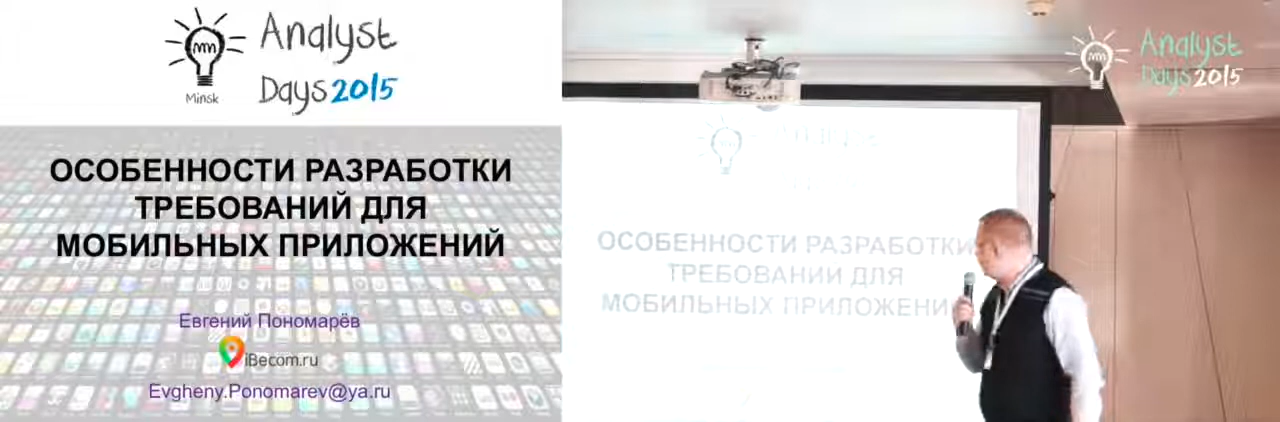 Analyst
Days 2015
Minsk
ОСОБЕННОСТИ РАЗРАБОТКИ
ТРЕБОВАНИЙ ДЛЯ
МОБИЛЬНЫХ ПРИЛОЖЕНИЙ
Евгений Пономарёв
iBecom.ru
Evgheny.Ponomarev@ya.ru
Analyst
Days 2015
ОСОБЕННОСТИ РАЗРАБОТКИ
ТРЕБОВАНИЙ ДЛЯ
МОБИЛЬНЫХ ПРИЛОЖЕНИ